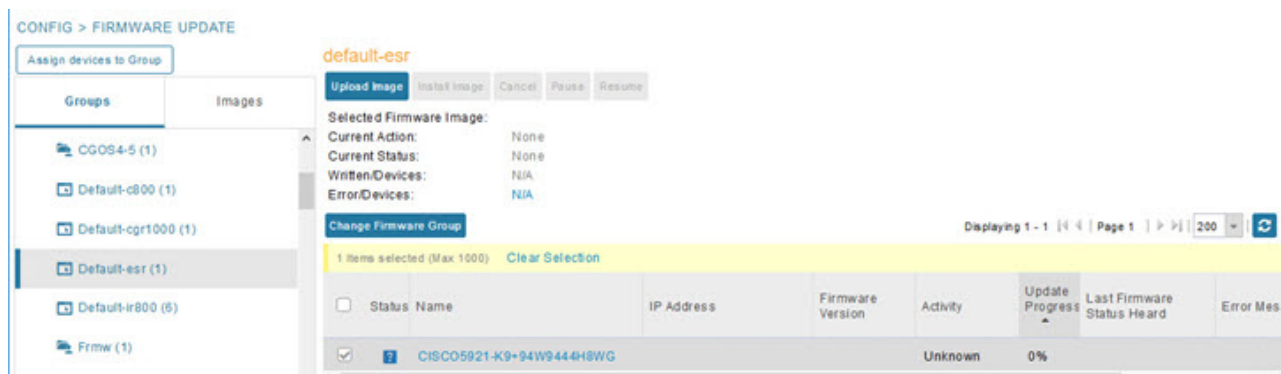 CONFIG > FIRMWARE UPDATE
Assign devices to Group
Groups Images
CGOS4-5 (1)
Default-c800 (1)
Default-cgr1000 (1)
Default-esr (1)
Default-ir800 (6)
Frmw (1)
default-esr
Upload Image Install Image Cancel Pause Resume
Selected Firmware Image:
Current Action: None
Current Status: None
Written/Devices: N/A
Error/Devices: N/A
Change Firmware Group Displaying 1 - 1 Page 1 200
1 Items selected (Max 1000) Clear Selection
Status Name IP Address Firmware Version Activity Update Progress Last Firmware Status Heard Error Mes
CISCO5921-K9+94W9444H8WG Unknown 0%